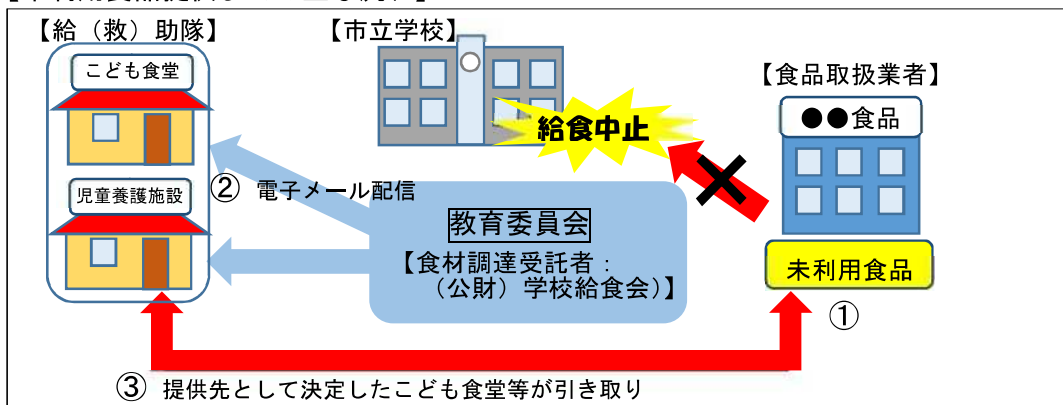 【給（救）助隊】
こども食堂
児童養護施設
【市立学校】
給食中止
【食品取扱業者】
●●食品
② 電子メール配信
教育委員会
【食材調達受託者：
（公財）学校給食会）】
未利用食品
①
③ 提供先として決定したこども食堂等が引き取り